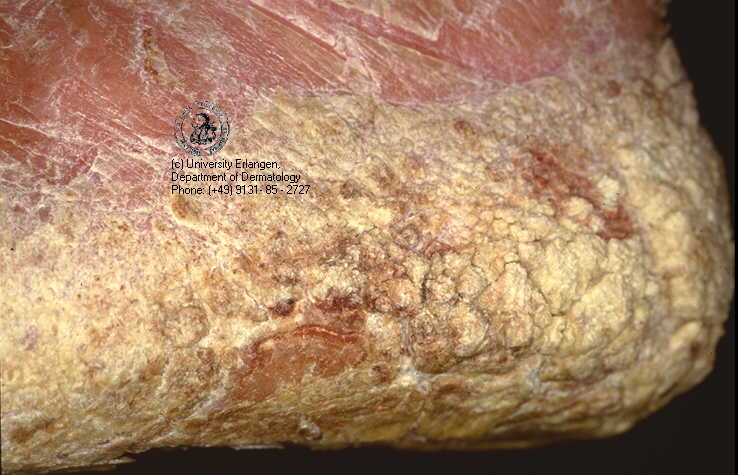 (c) University Erlangen,
Department of Dermatology
Phone: (+49) 9131- 85 - 2727